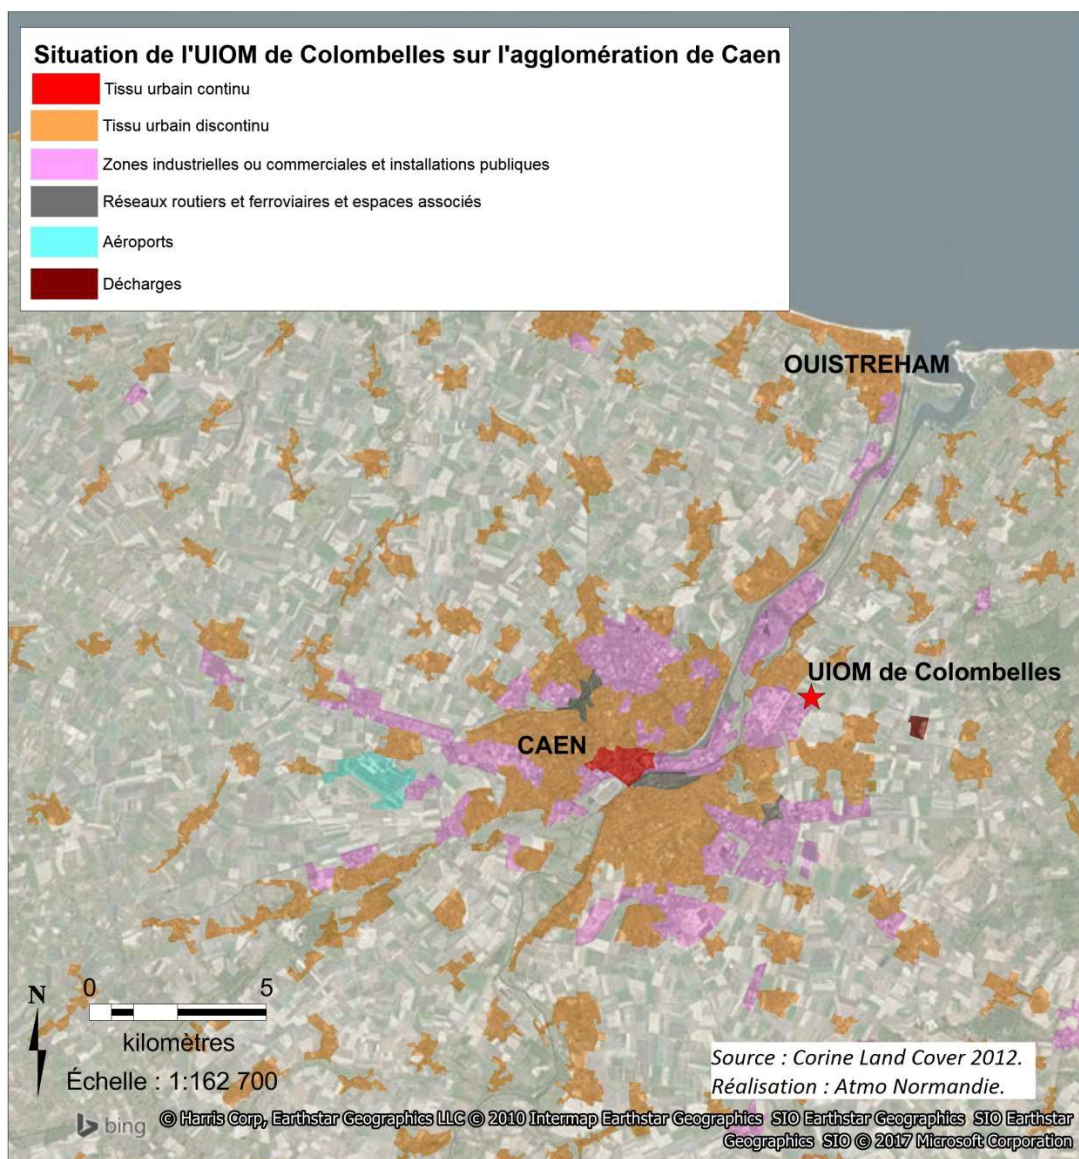 Situation de l'UIOM de Colombelles sur l'agglomération de Caen
Tissu urbain continu
Tissu urbain discontinu
Zones industrielles ou commerciales et installations publiques
Réseaux routiers et ferroviaires et espaces associés
Aéroports
Décharges
OUISTREHAM
UIOM de Colombelles
CAEN
N
0 5
kilomètres
Échelle : 1:162 700
Source : Corine Land Cover 2012.
Réalisation : Atmo Normandie.
bing
© Harris Corp, Earthstar Geographics LLC © 2010 Intermap Earthstar Geographics SIO Earthstar Geographics SIO Earthstar
Geographics SIO © 2017 Microsoft Corporation